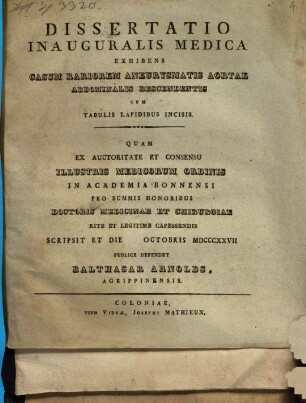 DISSERTATIO
INAUGURALIS MEDICA
EXHIBENS
CASUM RARIOREM ANEURYSMATIS AORTAE
ABDOMINALIS DESCENDENTIS
CUM
TABULIS LAPIDIBUS INCISIS.
QUAM
EX AUCTORITATE ET CONSENSU
ILLUSTRIS MEDICORUM ORDINIS
IN ACADEMIA BONNENSI
PRO SUMMIS HONORIBUS
DOCTORIS MEDICINAE ET CHIRURGIAE
RITE ET LEGITIME CAPESSENDIS
SCRIPSIT ET DIE OCTOBRIS MDCCCXXVII
PUBLICE DEFENDET
BALTHASAR ARNOLDS,
AGRIPPINENSIS.
COLONIAE,
TYPIS VIDUÆ, JOSEPHI MATHIEUX.